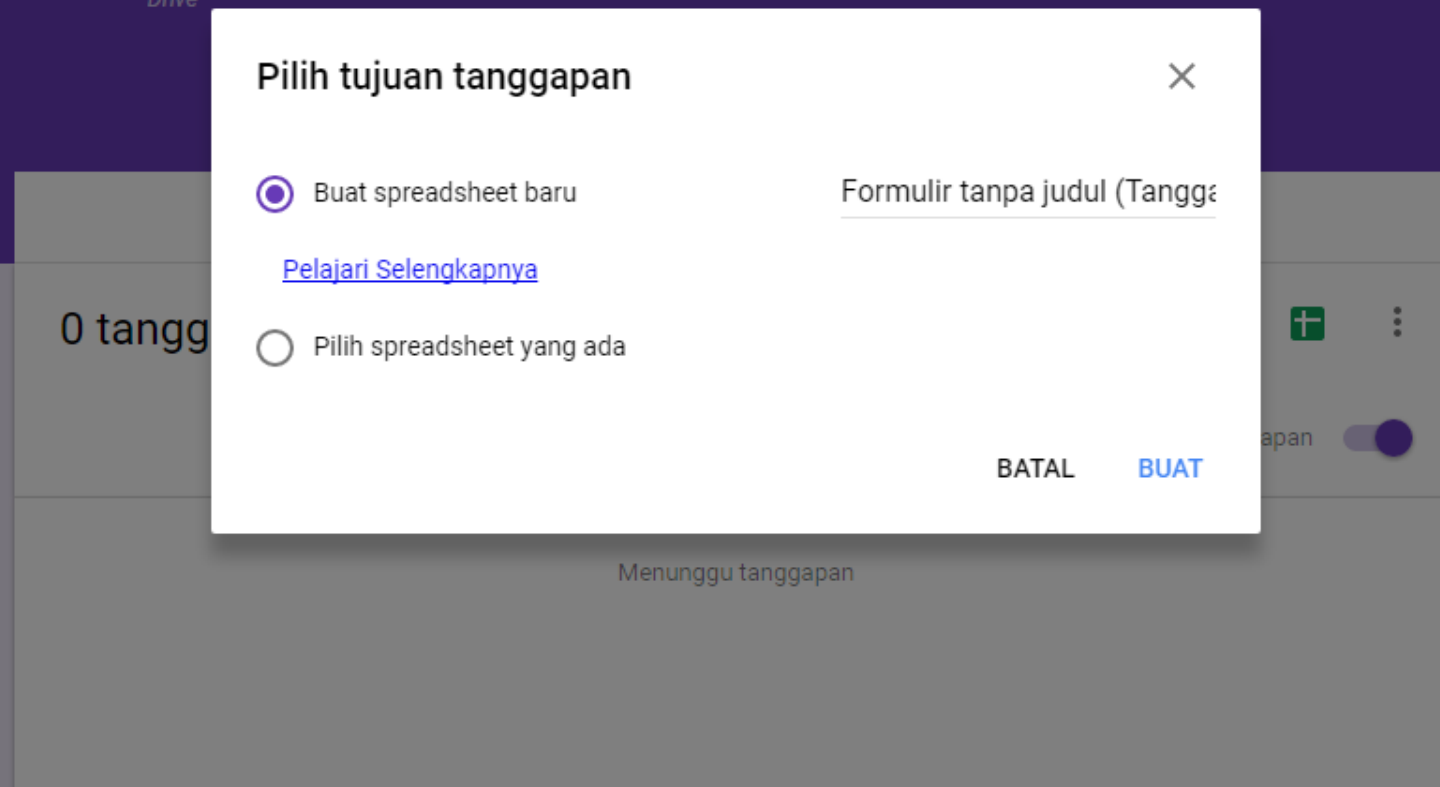 Drive
Pilih tujuan tanggapan
Buat spreadsheet baru
Formulir tanpa judul (Tangga
Pelajari Selengkapnya
0 tangg
Pilih spreadsheet yang ada
apan
BATAL
BUAT
Menunggu tanggapan